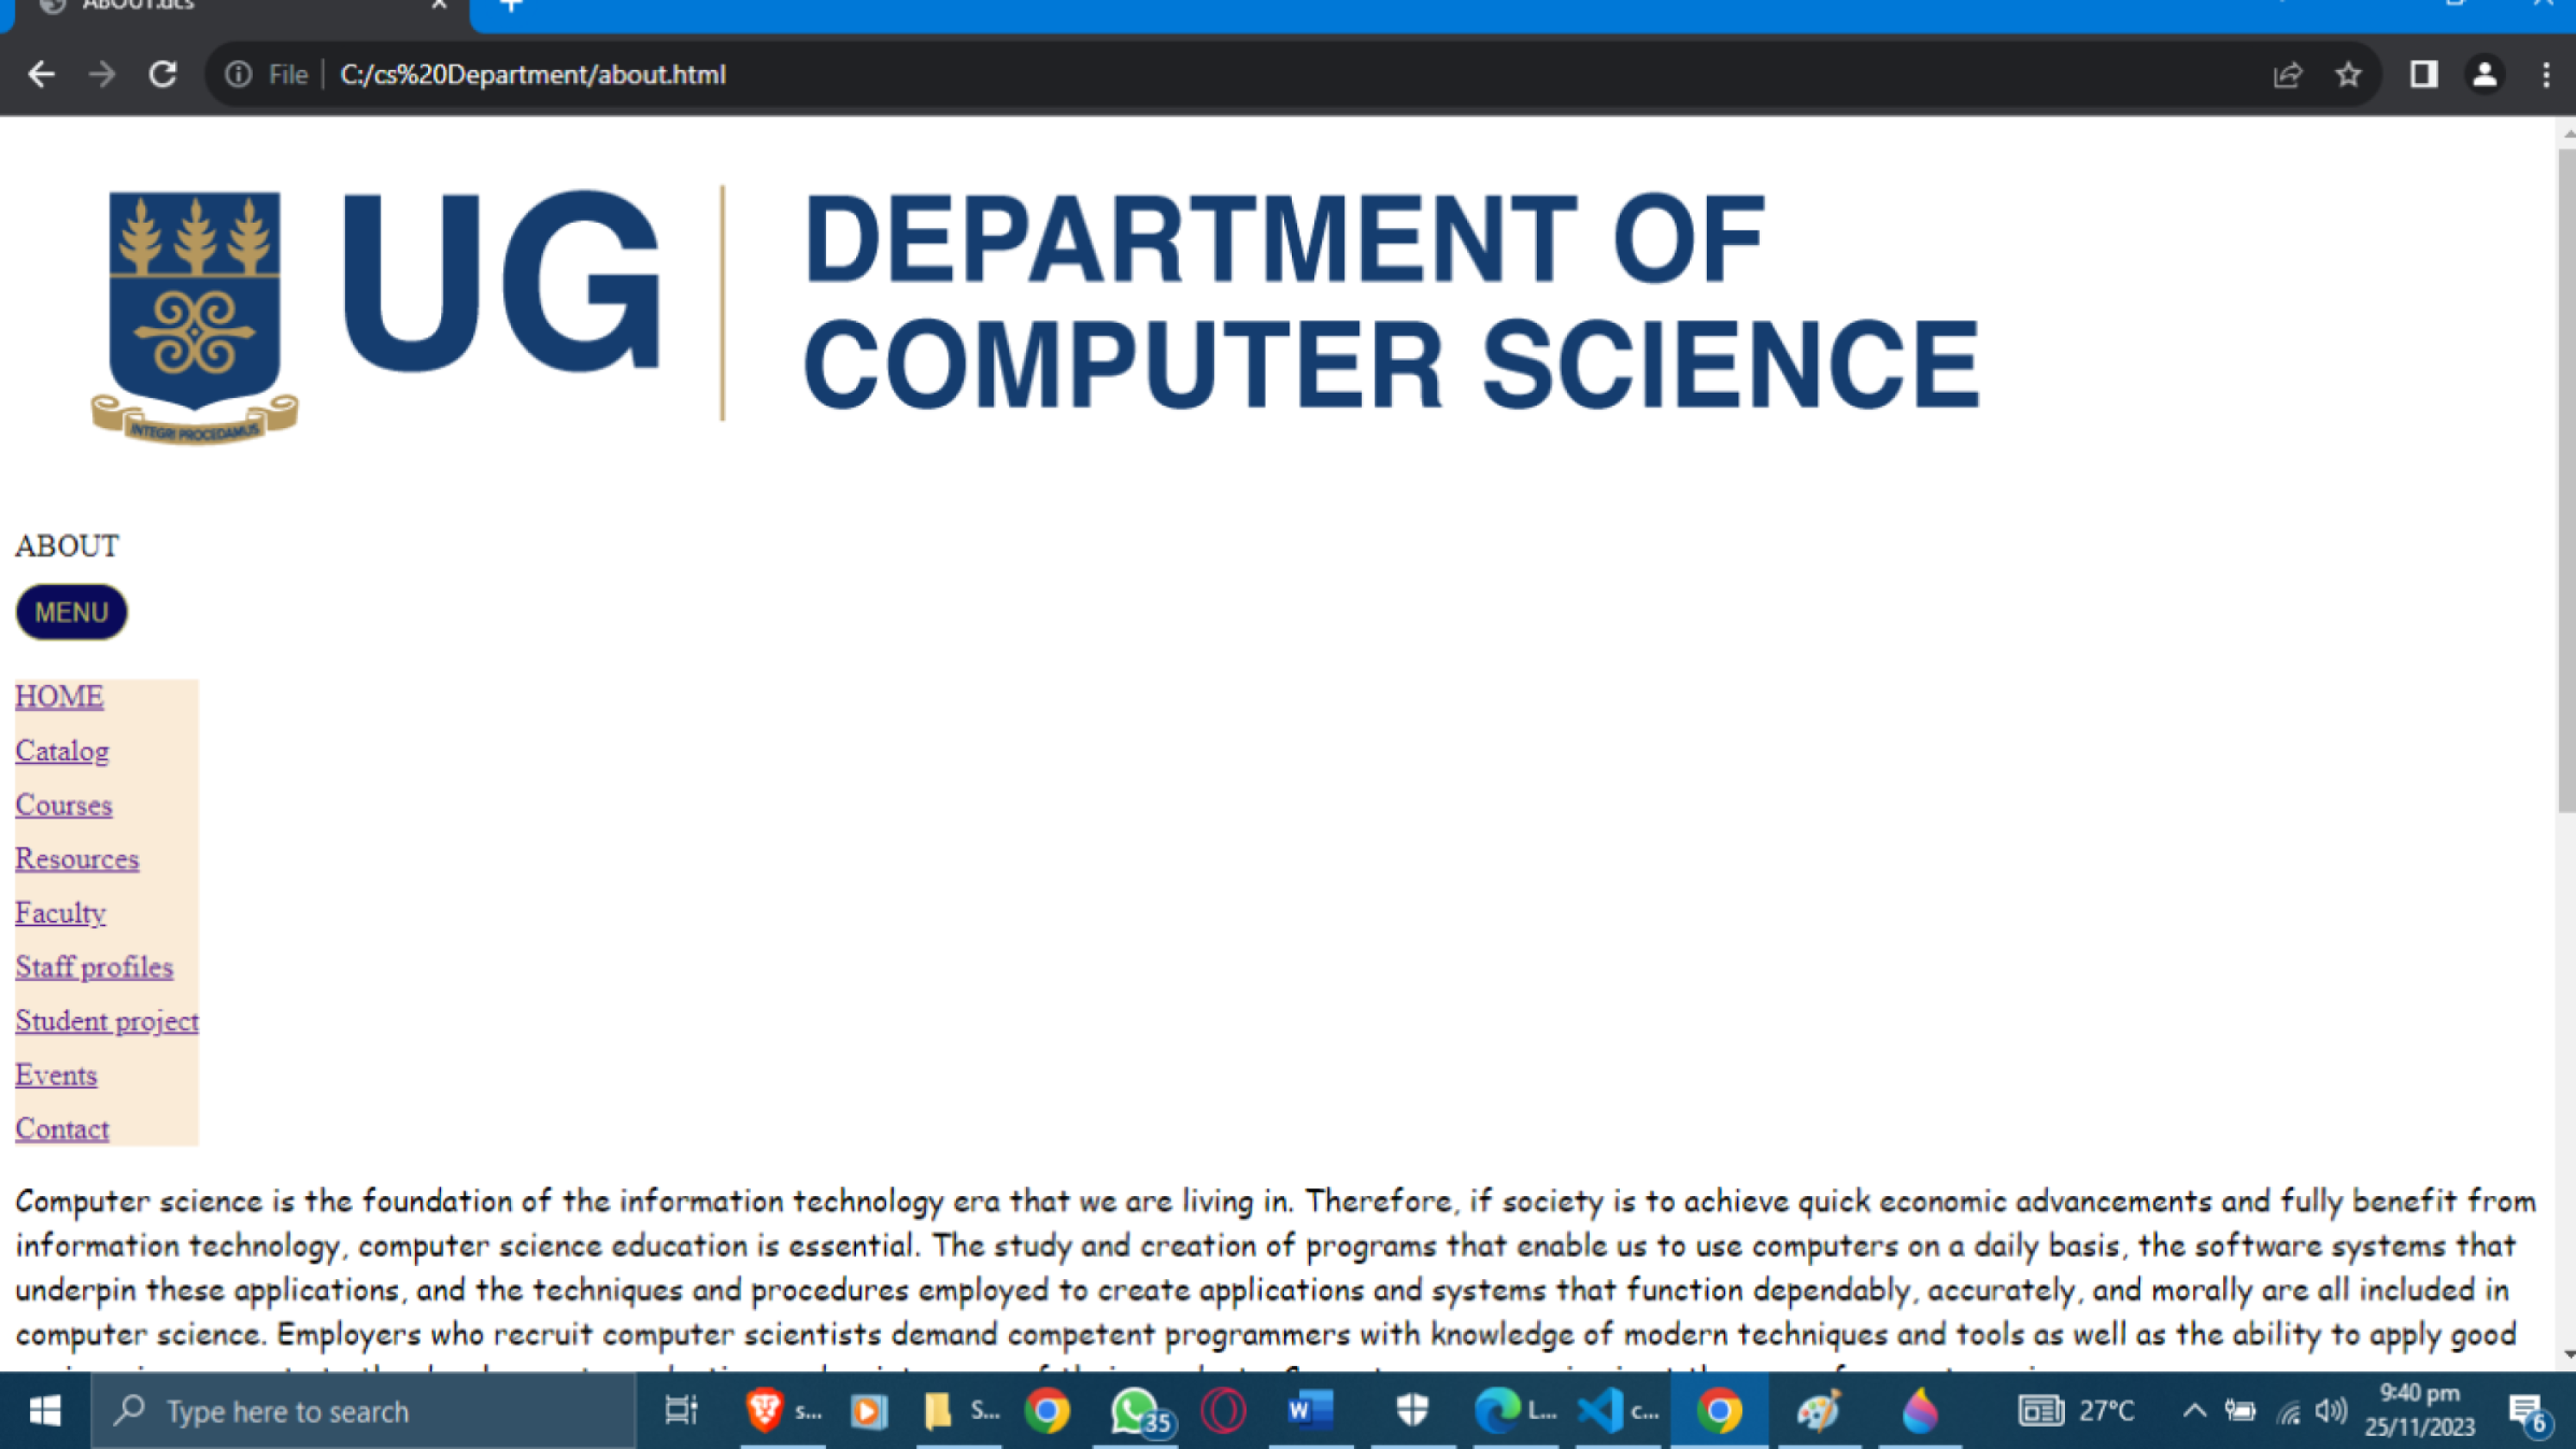 ABOUT.dcs
File
C:/cs%20Department/about.html
UG
DEPARTMENT OF
COMPUTER SCIENCE
INTEGRI PROCEDAMUS
ABOUT
MENU
HOME
Catalog
Courses
Resources
Faculty
Staff profiles
Student project
Events
Contact
Computer science is the foundation of the information technology era that we are living in. Therefore, if society is to achieve quick economic advancements and fully benefit from
information technology, computer science education is essential. The study and creation of programs that enable us to use computers on a daily basis, the software systems that
underpin these applications, and the techniques and procedures employed to create applications and systems that function dependably, accurately, and morally are all included in
computer science. Employers who recruit computer scientists demand competent programmers with knowledge of modern techniques and tools as well as the ability to apply good
Type here to search
s...
S...
35
W
L...
c...
27°C
9:40 pm
25/11/2023
6